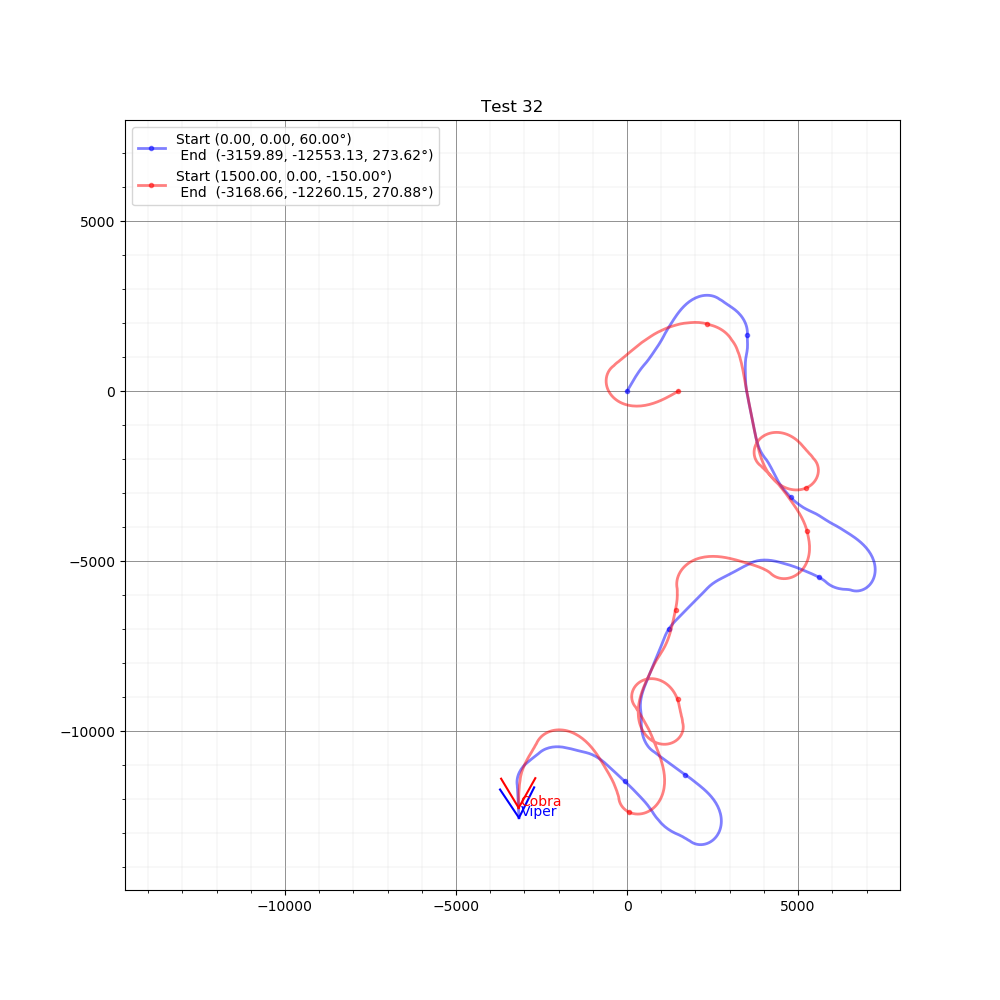 Test 32
Start (0.00, 0.00, 60.00°)
End (-3159.89, -12553.13, 273.62°)
Start (1500.00, 0.00, -150.00°)
End (-3168.66, -12260.15, 270.88°)
5000
0
−5000
−10000
Cobra
Viper
−10000
−5000
0
5000